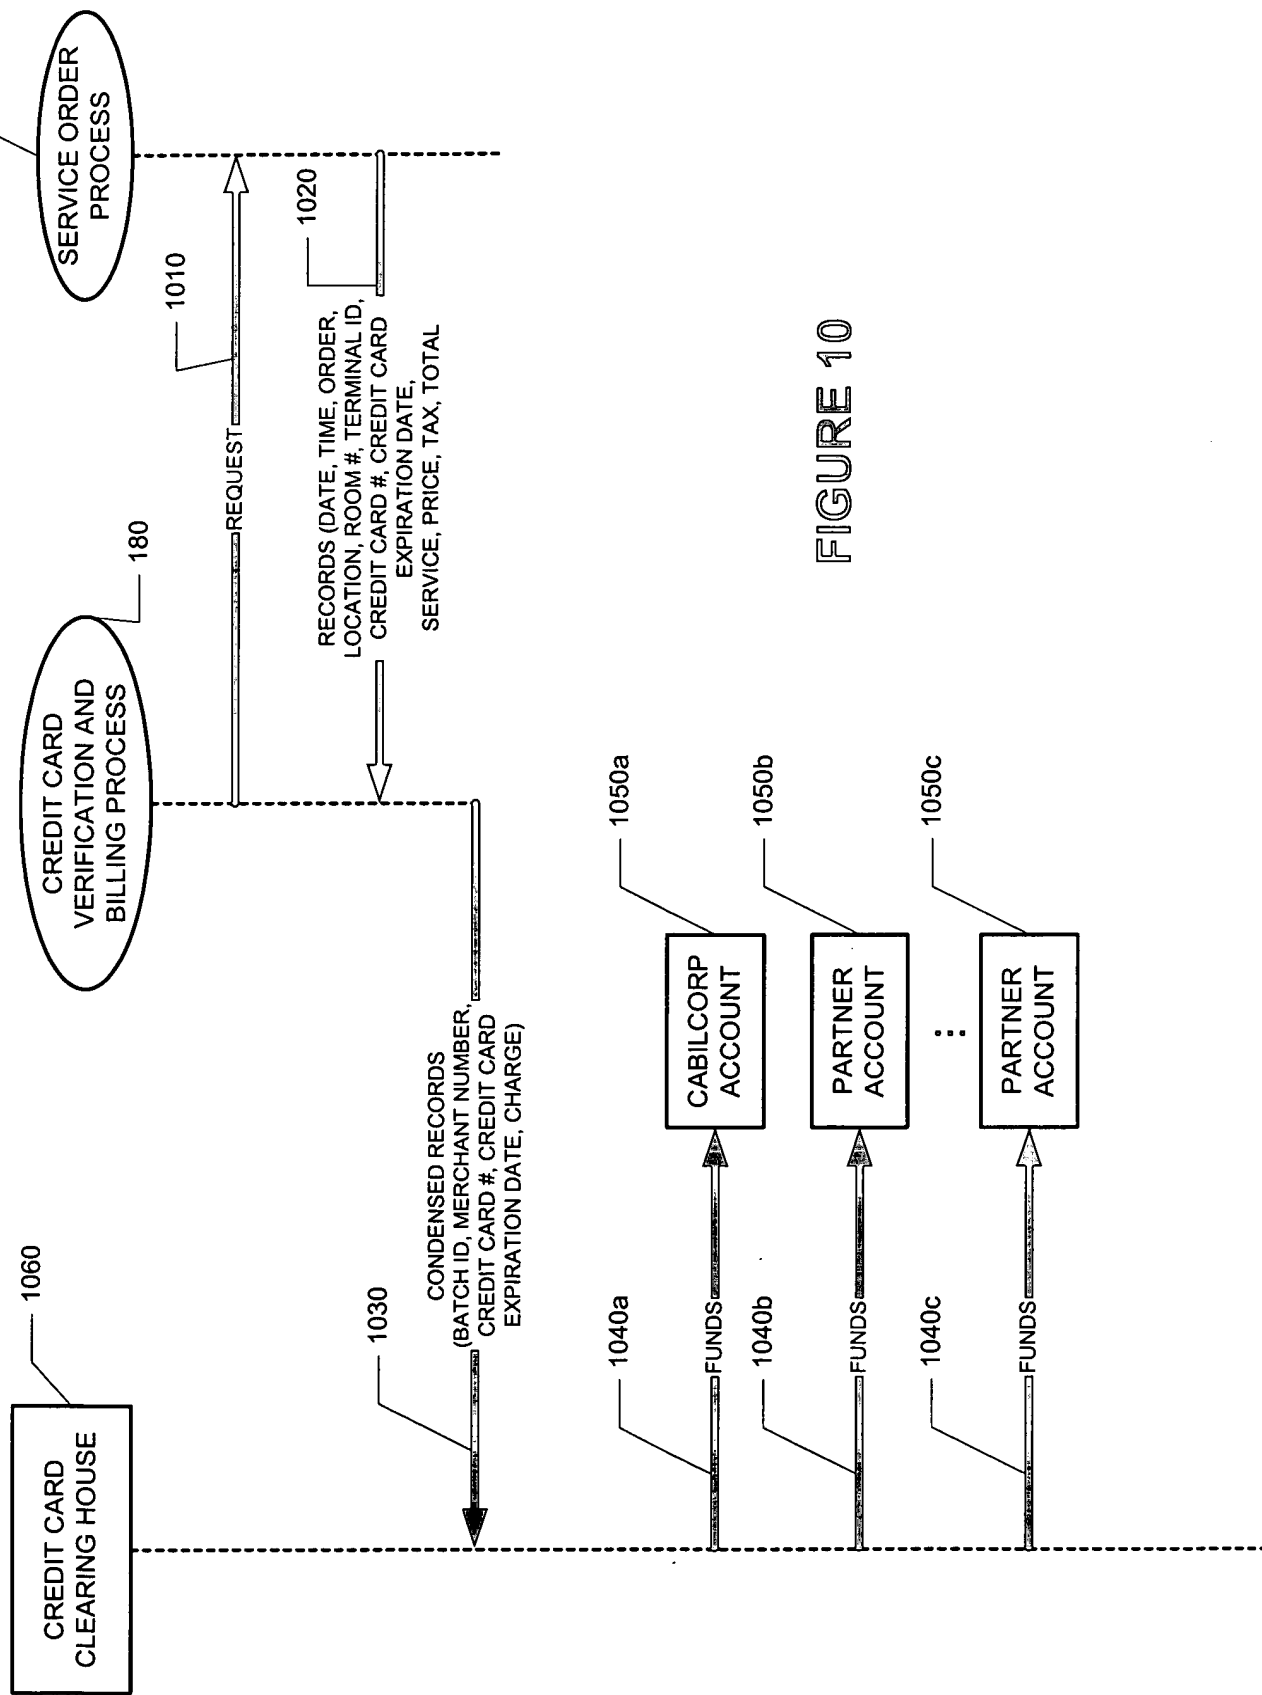 1060
CREDIT CARD
CLEARING HOUSE
180
CREDIT CARD
VERIFICATION AND
BILLING PROCESS
SERVICE ORDER
PROCESS
1010
REQUEST
1020
RECORDS (DATE, TIME, ORDER,
LOCATION, ROOM #, TERMINAL ID,
CREDIT CARD #, CREDIT CARD
EXPIRATION DATE,
SERVICE, PRICE, TAX, TOTAL
1030
CONDENSED RECORDS
(BATCH ID, MERCHANT NUMBER,
CREDIT CARD #, CREDIT CARD
EXPIRATION DATE, CHARGE)
1040a
FUNDS
1050a
CABILCORP
ACCOUNT
1040b
FUNDS
1050b
PARTNER
ACCOUNT
...
1040c
FUNDS
1050c
PARTNER
ACCOUNT
FIGURE 10